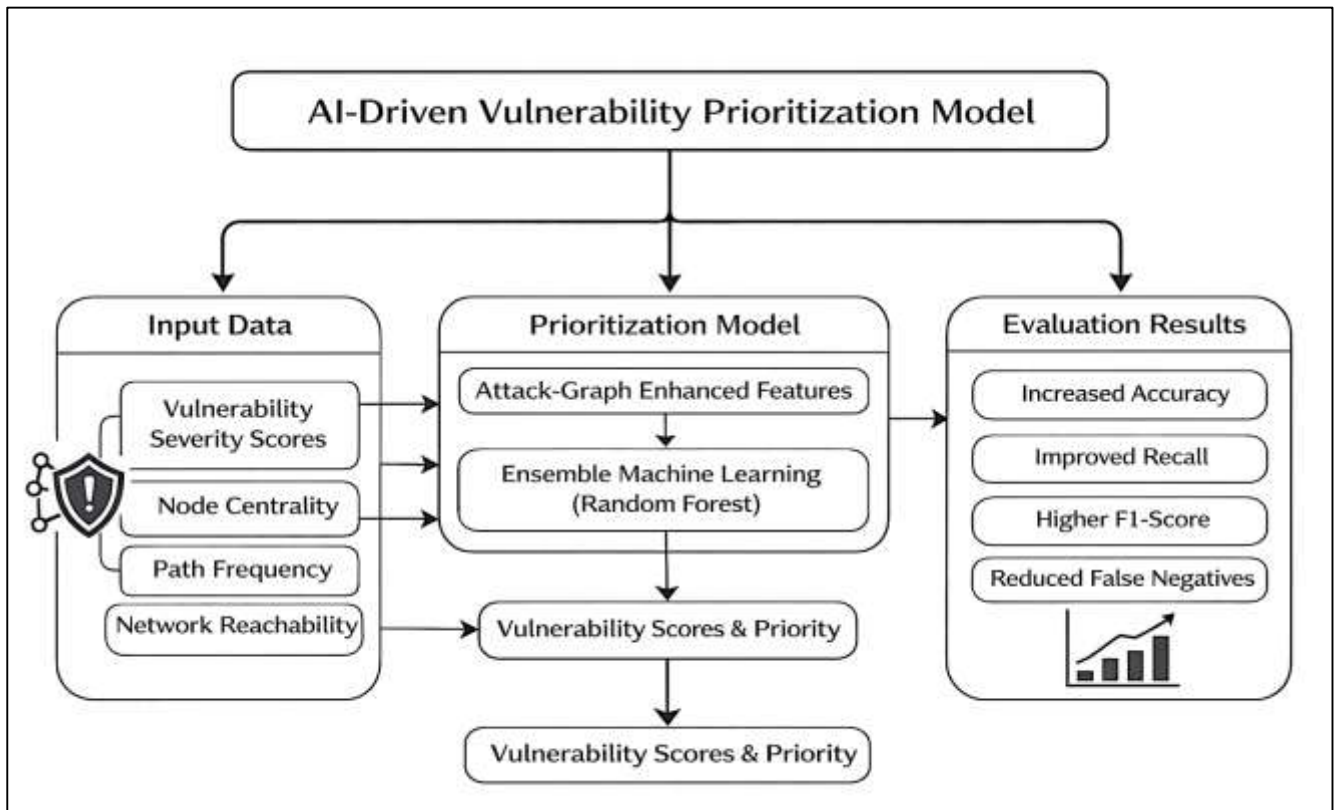 AI-Driven Vulnerability Prioritization Model
Input Data
Vulnerability
Severity Scores
Node Centrality
Path Frequency
Network Reachability
Prioritization Model
Attack-Graph Enhanced Features
Ensemble Machine Learning
(Random Forest)
Vulnerability Scores & Priority
Vulnerability Scores & Priority
Evaluation Results
Increased Accuracy
Improved Recall
Higher F1-Score
Reduced False Negatives